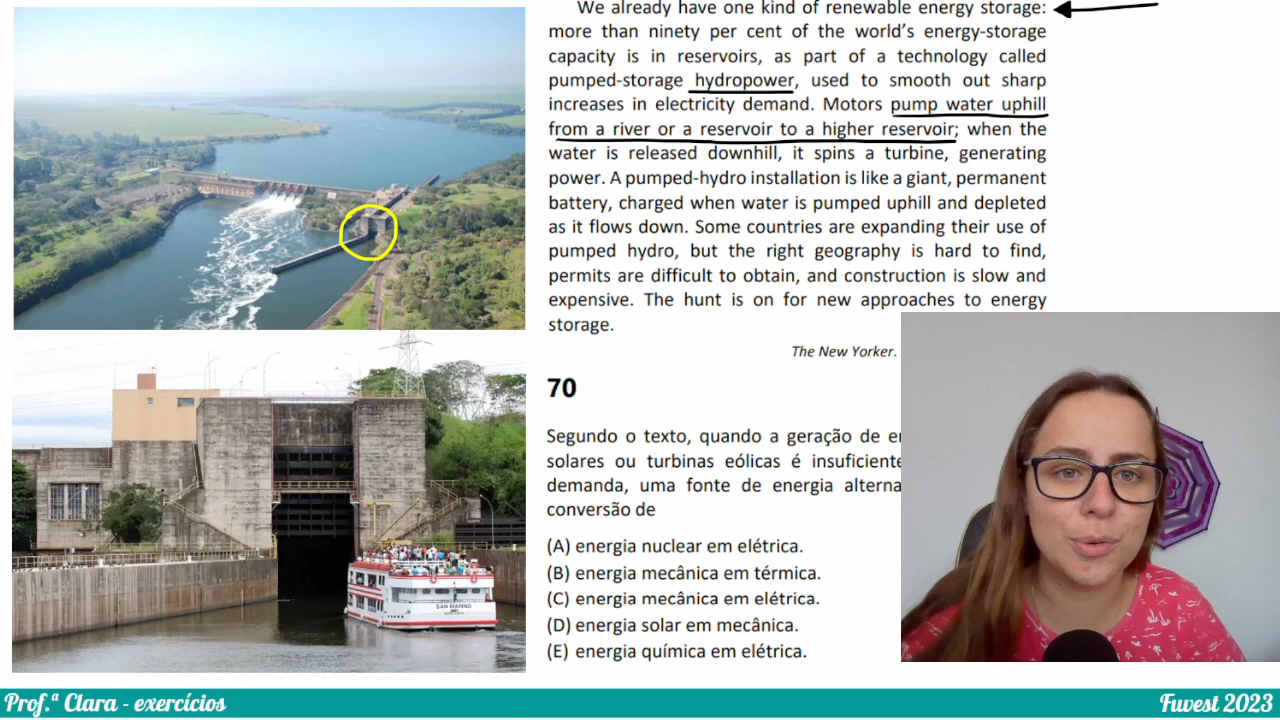 We already have one kind of renewable energy storage:
more than ninety per cent of the world's energy-storage
capacity is in reservoirs, as part of a technology called
pumped-storage hydropower, used to smooth out sharp
increases in electricity demand. Motors pump water uphill
from a river or a reservoir to a higher reservoir; when the
water is released downhill, it spins a turbine, generating
power. A pumped-hydro installation is like a giant, permanent
battery, charged when water is pumped uphill and depleted
as it flows down. Some countries are expanding their use of
pumped hydro, but the right geography is hard to find,
permits are difficult to obtain, and construction is slow and
expensive. The hunt is on for new approaches to energy
storage.
The New Yorker.
70
Segundo o texto, quando a geração de
solares ou turbinas eólicas é insuficiente
demanda, uma fonte de energia
conversão de
(A) energia nuclear em elétrica.
(B) energia mecânica em térmica.
(C) energia mecânica em elétrica.
(D) energia solar em mecânica.
(E) energia química em elétrica.
SAN MARINO
Prof.ª Clara - exercícios
Fuvest 2023